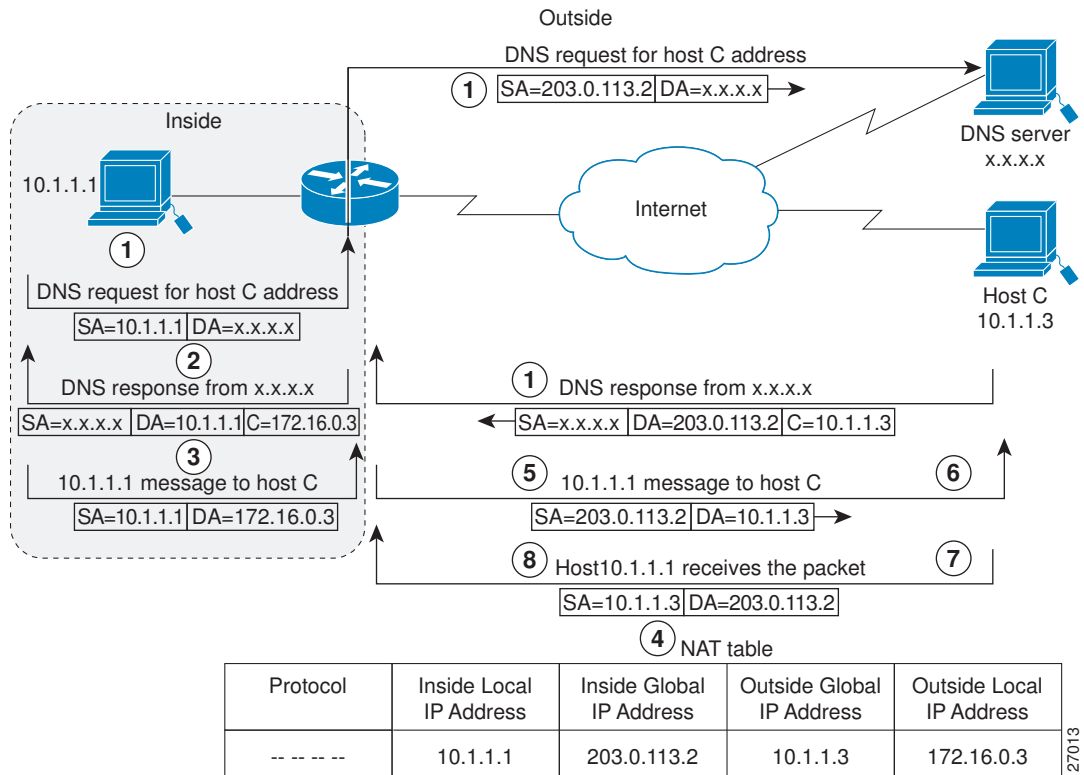 Outside
DNS request for host C address
1 SA=203.0.113.2 DA=x.x.x.x
Inside
DNS server
x.x.x.x
10.1.1.1
Internet
1
DNS request for host C address
SA=10.1.1.1 DA=x.x.x.x
Host C
10.1.1.3
2
DNS response from x.x.x.x
SA=x.x.x.x DA=10.1.1.1 C=172.16.0.3
1 DNS response from x.x.x.x
SA=x.x.x.x DA=203.0.113.2 C=10.1.1.3
3
10.1.1.1 message to host C
SA=10.1.1.1 DA=172.16.0.3
5 10.1.1.1 message to host C 6
SA=203.0.113.2 DA=10.1.1.3
8 Host10.1.1.1 receives the packet 7
SA=10.1.1.3 DA=203.0.113.2
4 NAT table
Protocol Inside Local Inside Global Outside Global Outside Local
IP Address IP Address IP Address IP Address
-- -- -- -- 10.1.1.1 203.0.113.2 10.1.1.3 172.16.0.3
27013